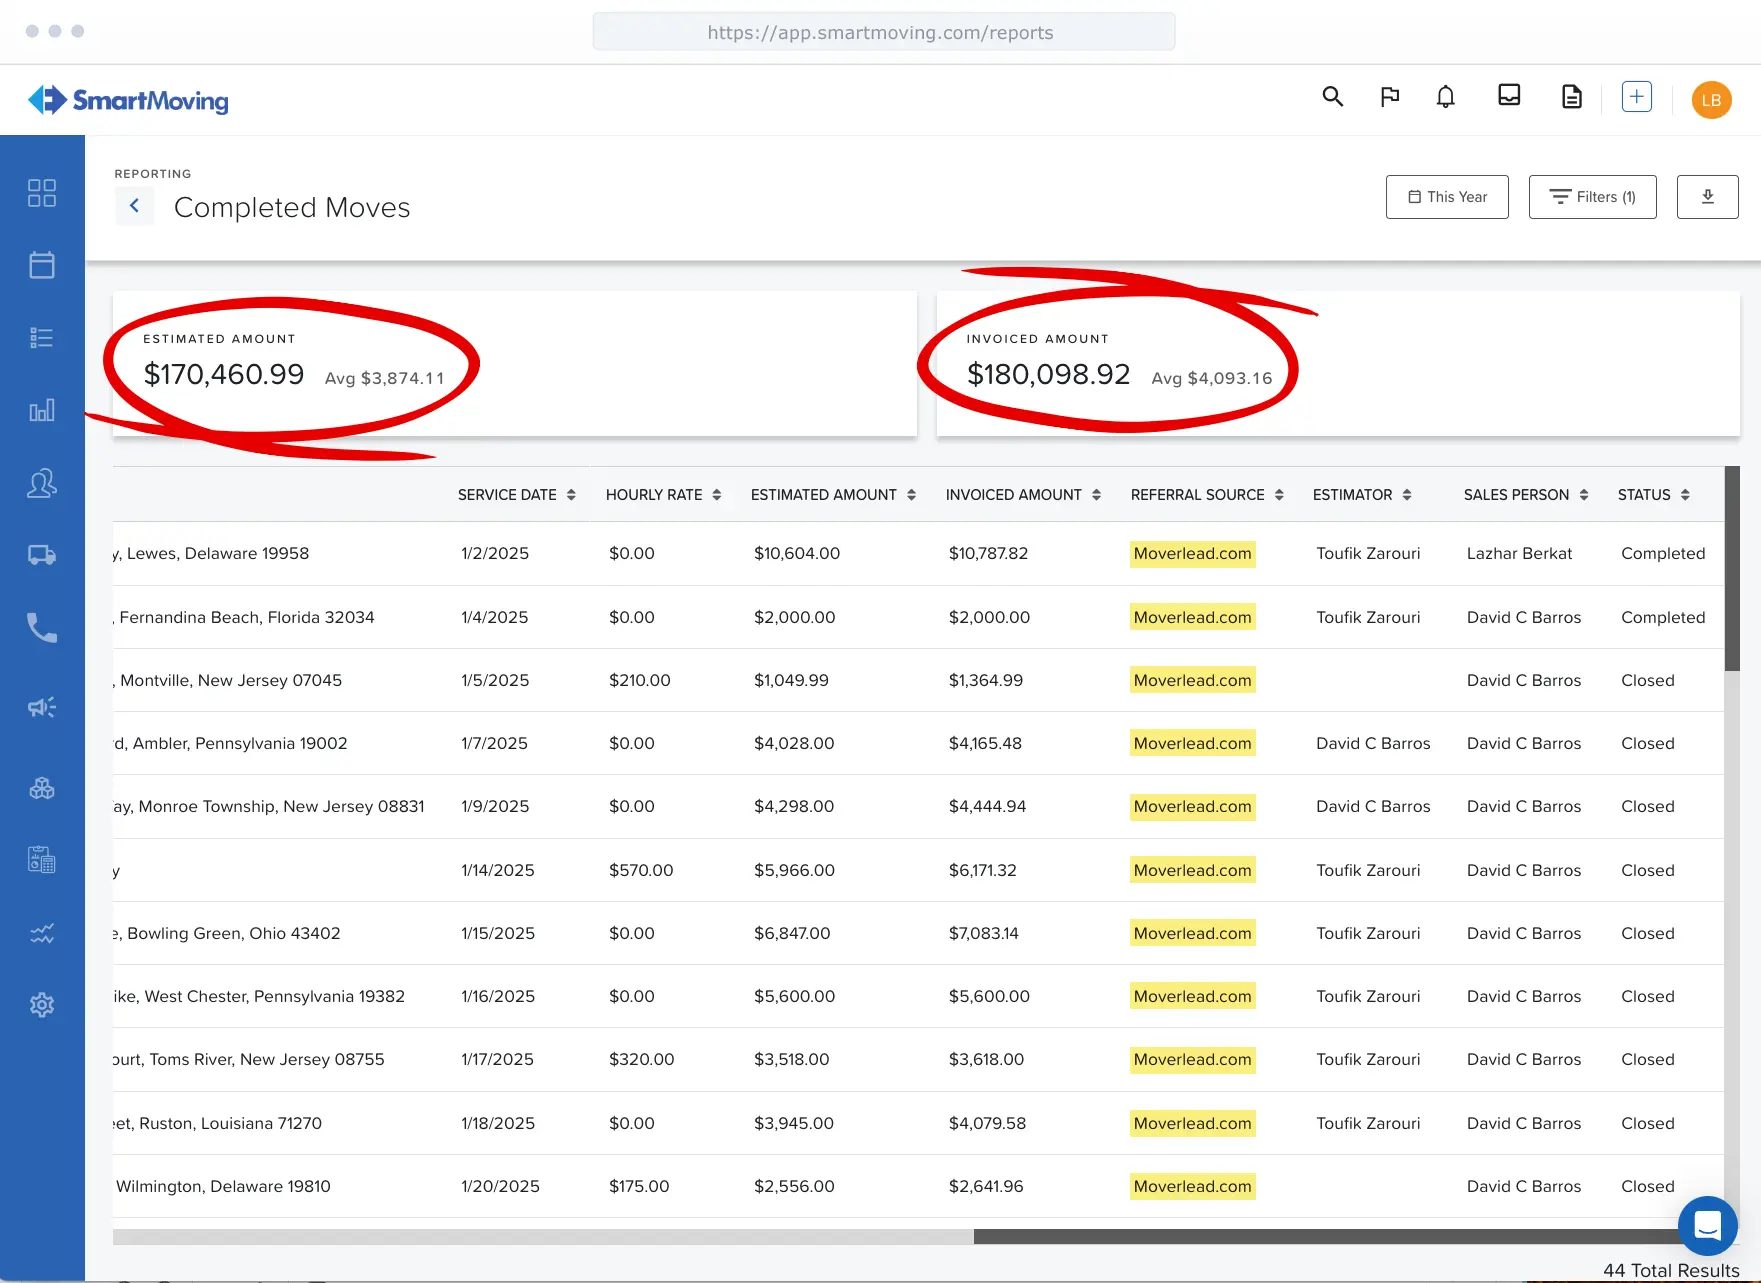 https://app.smartmoving.com/reports
SmartMoving
LB
REPORTING
Completed Moves
This Year
Filters (1)
ESTIMATED AMOUNT
$170,460.99 Avg $3,874.11
INVOICED AMOUNT
$180,098.92 Avg $4,093.16
SERVICE DATE HOURLY RATE ESTIMATED AMOUNT INVOICED AMOUNT REFERRAL SOURCE ESTIMATOR SALES PERSON STATUS
y, Lewes, Delaware 19958 1/2/2025 $0.00 $10,604.00 $10,787.82 Moverlead.com Toufik Zarouri Lazhar Berkat Completed
, Fernandina Beach, Florida 32034 1/4/2025 $0.00 $2,000.00 $2,000.00 Moverlead.com Toufik Zarouri David C Barros Completed
, Montville, New Jersey 07045 1/5/2025 $210.00 $1,049.99 $1,364.99 Moverlead.com David C Barros Closed
rd, Ambler, Pennsylvania 19002 1/7/2025 $0.00 $4,028.00 $4,165.48 Moverlead.com David C Barros David C Barros Closed
ay, Monroe Township, New Jersey 08831 1/9/2025 $0.00 $4,298.00 $4,444.94 Moverlead.com David C Barros David C Barros Closed
y 1/14/2025 $570.00 $5,966.00 $6,171.32 Moverlead.com Toufik Zarouri David C Barros Closed
e, Bowling Green, Ohio 43402 1/15/2025 $0.00 $6,847.00 $7,083.14 Moverlead.com Toufik Zarouri David C Barros Closed
ike, West Chester, Pennsylvania 19382 1/16/2025 $0.00 $5,600.00 $5,600.00 Moverlead.com Toufik Zarouri David C Barros Closed
ourt, Toms River, New Jersey 08755 1/17/2025 $320.00 $3,518.00 $3,618.00 Moverlead.com Toufik Zarouri David C Barros Closed
eet, Ruston, Louisiana 71270 1/18/2025 $0.00 $3,945.00 $4,079.58 Moverlead.com Toufik Zarouri David C Barros Closed
Wilmington, Delaware 19810 1/20/2025 $175.00 $2,556.00 $2,641.96 Moverlead.com David C Barros Closed
44 Total Results